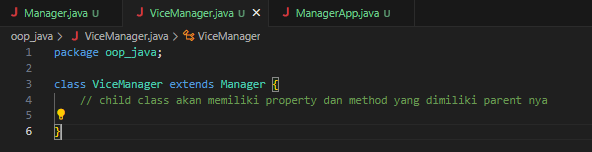 J Manager.java U J ViceManager.java U × J ManagerApp.java U
oop_java > J ViceManager.java > ViceManager
1 package oop_java;
2
3 class ViceManager extends Manager {
4 // child class akan memiliki property dan method yang dimiliki parent nya
5
6 }